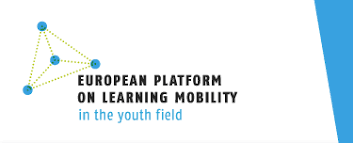 EUROPEAN PLATFORM
ON LEARNING MOBILITY
in the youth field